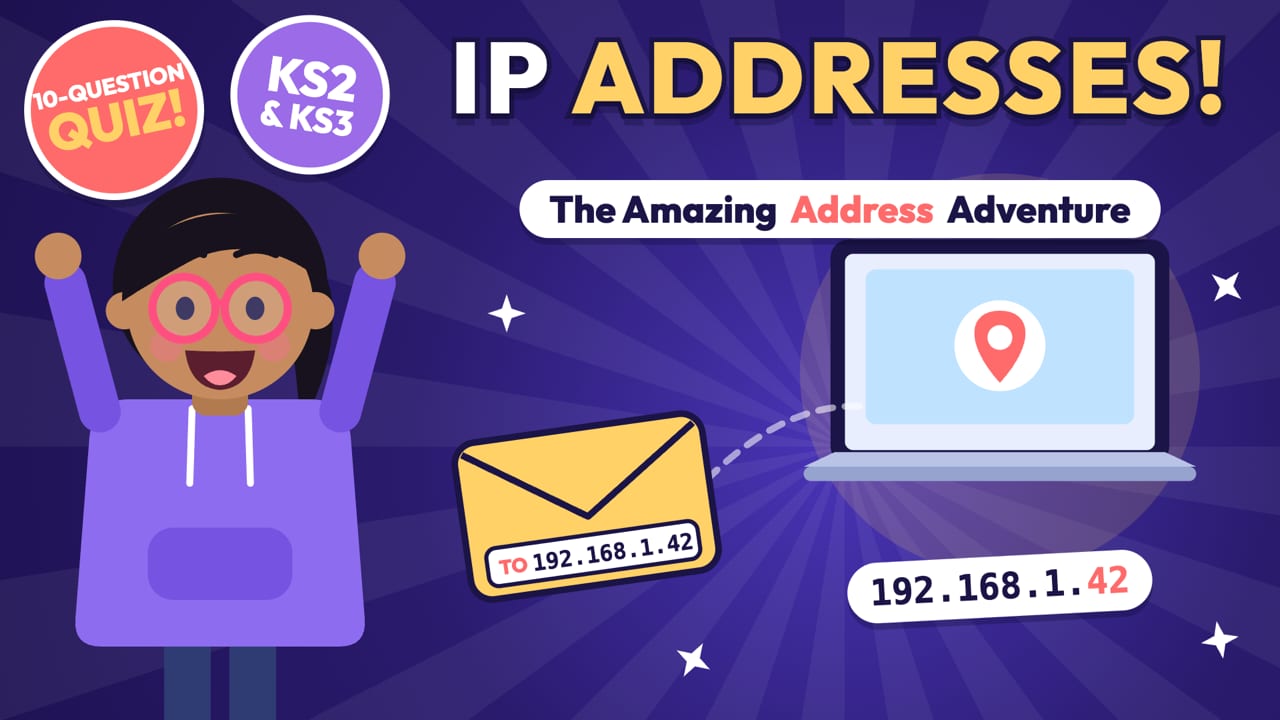 10-QUESTION
QUIZ!
KS2
& KS3
IP ADDRESSES!
The Amazing Address Adventure
TO 192.168.1.42
192.168.1.42